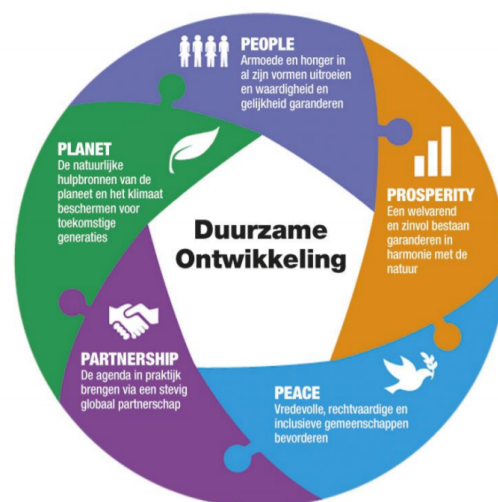 PEOPLE
Armoede en honger in
al zijn vormen uitroeien
en waardigheid en
gelijkheid garanderen
PROSPERITY
Een welvarend
en zinvol bestaan
garanderen in
harmonie met de
natuur
PEACE
Vredevolle, rechtvaardige en
inclusieve gemeenschappen
bevorderen
PARTNERSHIP
De agenda in praktijk
brengen via een stevig
globaal partnerschap
PLANET
De natuurlijke
hulpbronnen van de
planeet en het klimaat
beschermen voor
toekomstige
generaties
Duurzame
Ontwikkeling